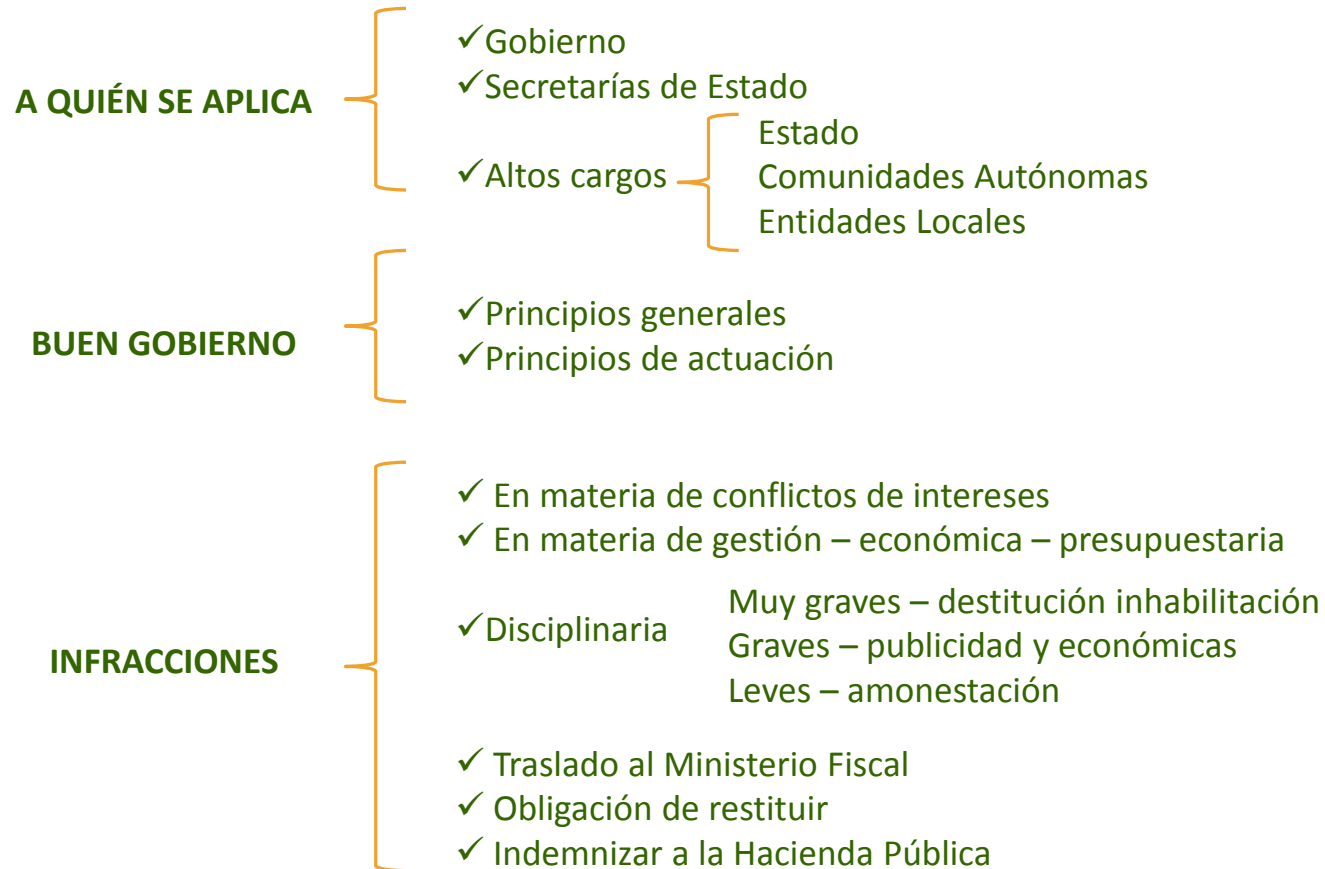 A QUIÉN SE APLICA
✓Gobierno
✓Secretarías de Estado
✓Altos cargos
Estado
Comunidades Autónomas
Entidades Locales
BUEN GOBIERNO
✓Principios generales
✓Principios de actuación
INFRACCIONES
✓ En materia de conflictos de intereses
✓ En materia de gestión – económica – presupuestaria
✓Disciplinaria
Muy graves – destitución inhabilitación
Graves – publicidad y económicas
Leves – amonestación
✓ Traslado al Ministerio Fiscal
✓ Obligación de restituir
✓ Indemnizar a la Hacienda Pública